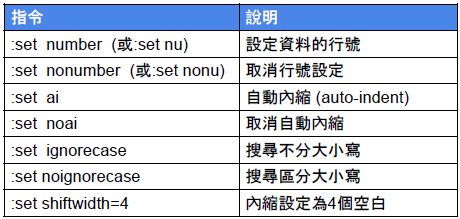 指令 說明
:set number (或:set nu) 設定資料的行號
:set nonumber (或:set nonu) 取消行號設定
:set ai 自動內縮 (auto-indent)
:set noai 取消自動內縮
:set ignorecase 搜尋不分大小寫
:set noignorecase 搜尋區分大小寫
:set shiftwidth=4 內縮設定為4個空白